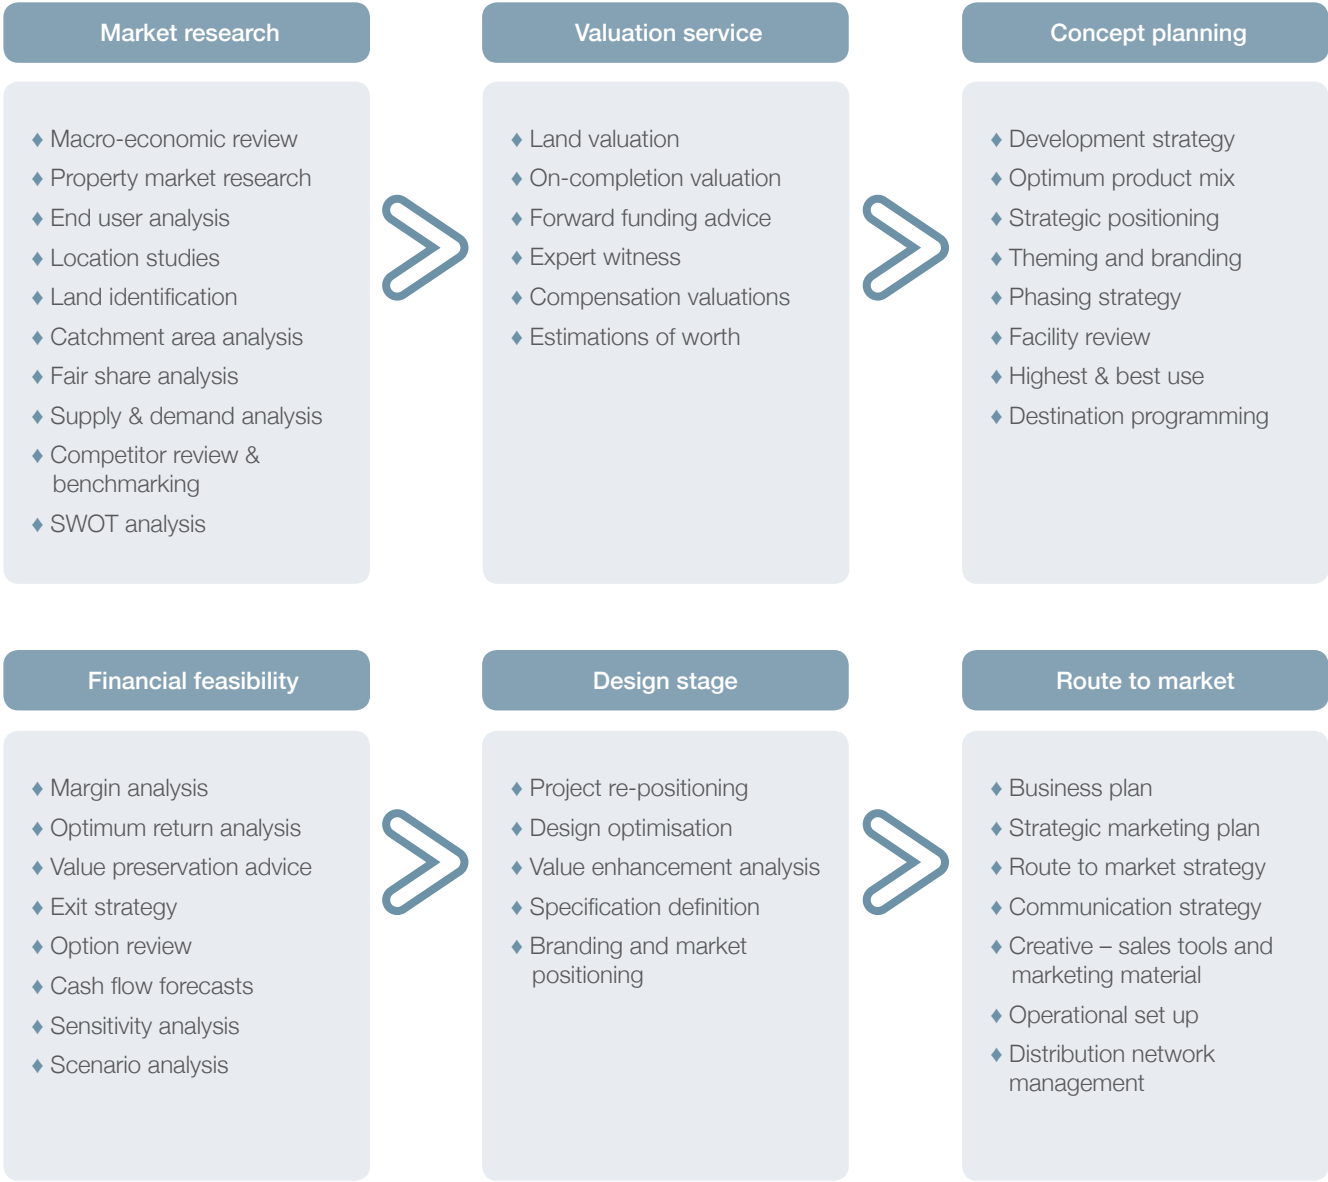 Market research
♦ Macro-economic review
♦ Property market research
♦ End user analysis
♦ Location studies
♦ Land identification
♦ Catchment area analysis
♦ Fair share analysis
♦ Supply & demand analysis
♦ Competitor review &
benchmarking
♦ SWOT analysis
Valuation service
♦ Land valuation
♦ On-completion valuation
♦ Forward funding advice
♦ Expert witness
♦ Compensation valuations
♦ Estimations of worth
Concept planning
♦ Development strategy
♦ Optimum product mix
♦ Strategic positioning
♦ Theming and branding
♦ Phasing strategy
♦ Facility review
♦ Highest & best use
♦ Destination programming
Financial feasibility
♦ Margin analysis
♦ Optimum return analysis
♦ Value preservation advice
♦ Exit strategy
♦ Option review
♦ Cash flow forecasts
♦ Sensitivity analysis
♦ Scenario analysis
Design stage
♦ Project re-positioning
♦ Design optimisation
♦ Value enhancement analysis
♦ Specification definition
♦ Branding and market
positioning
Route to market
♦ Business plan
♦ Strategic marketing plan
♦ Route to market strategy
♦ Communication strategy
♦ Creative – sales tools and
marketing material
♦ Operational set up
♦ Distribution network
management